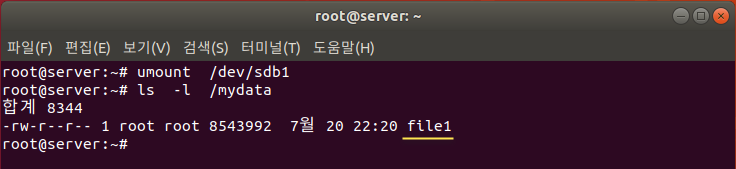 root@server: ~
파일(F) 편집(E) 보기(V) 검색(S) 터미널(T) 도움말(H)
root@server:~# umount  /dev/sdb1
root@server:~# ls  -l  /mydata
합계 8344
-rw-r--r-- 1 root root 8543992  7월 20 22:20 file1
root@server:~#